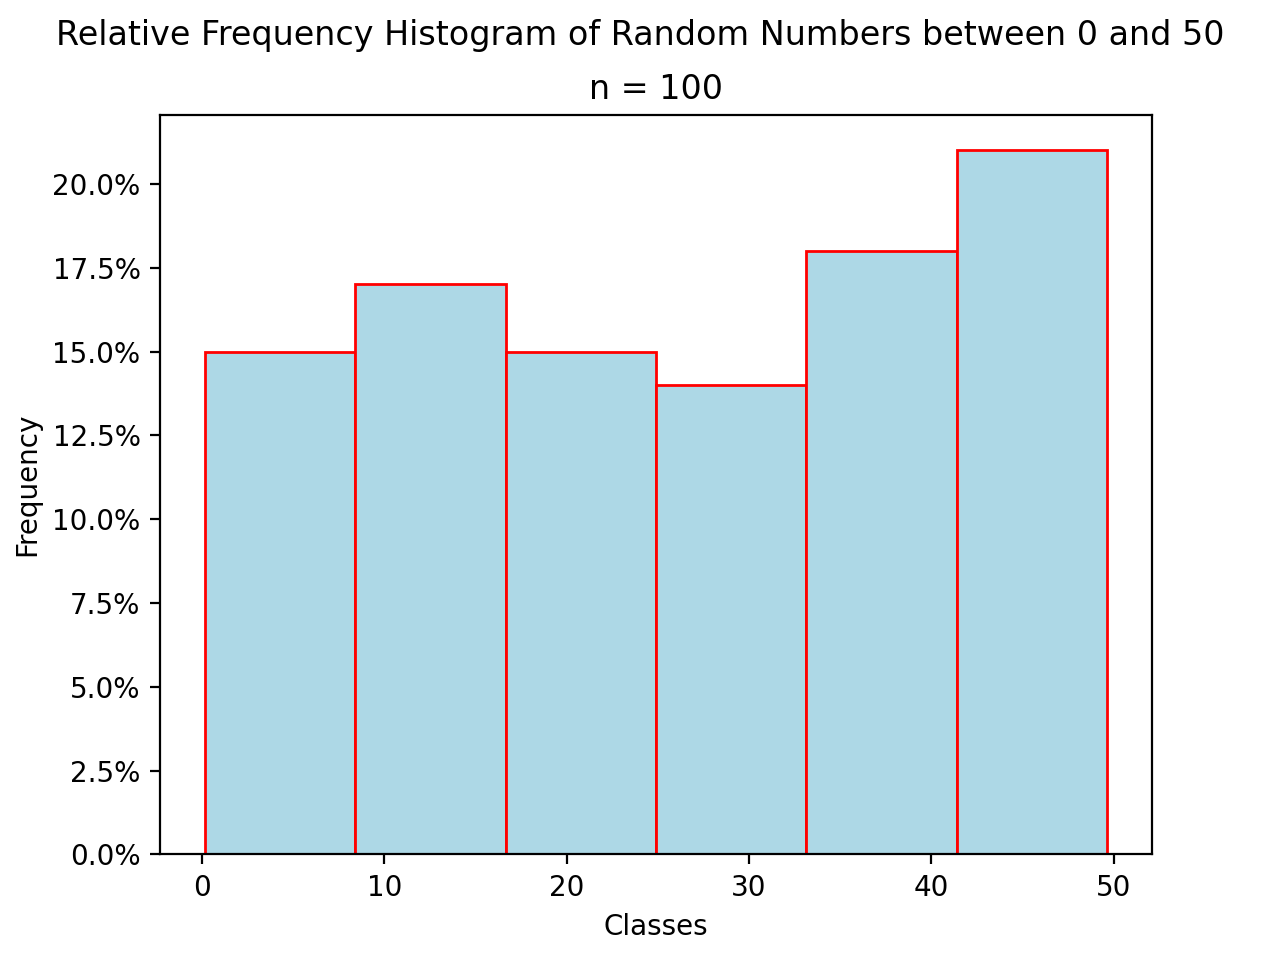 Relative Frequency Histogram of Random Numbers between 0 and 50
n = 100
20.0%
17.5%
15.0%
12.5%
10.0%
7.5%
5.0%
2.5%
0.0%
Frequency
0 10 20 30 40 50
Classes